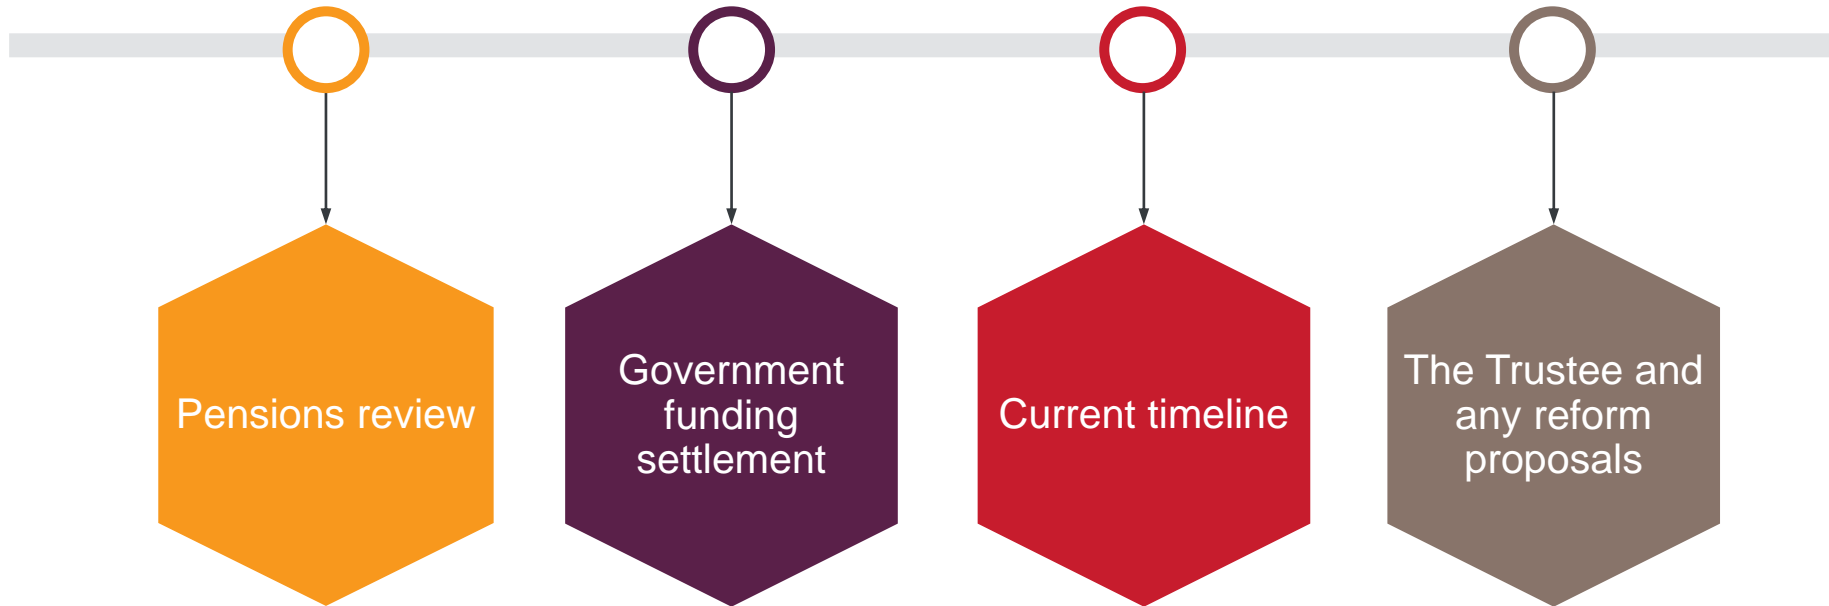 Pensions review
Government
funding
settlement
Current timeline
The Trustee and
any reform
proposals